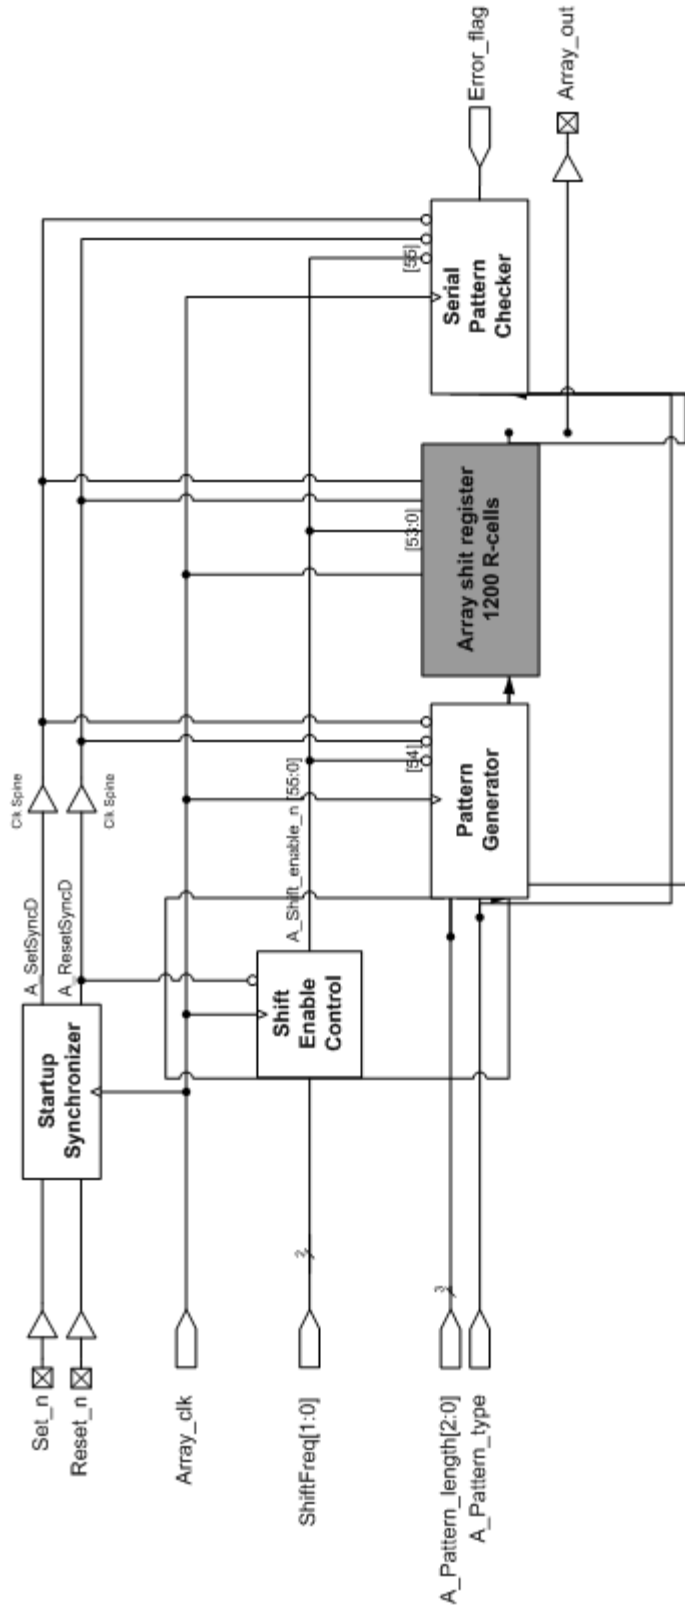 Set_n
Reset_n
Array_clk
ShiftFreq[1:0]
A_Pattern_length[2:0]
A_Pattern_type
2
3
Startup
Synchronizer
A_SetSyncD
A_ResetSyncD
Clk Spine
Clk Spine
Shift
Enable
Control
A_Shift_enable_n [55:0]
Pattern
Generator
[54]
Array shit register
1200 R-cells
[53:0]
Serial
Pattern
Checker
[55]
Error_flag
Array_out